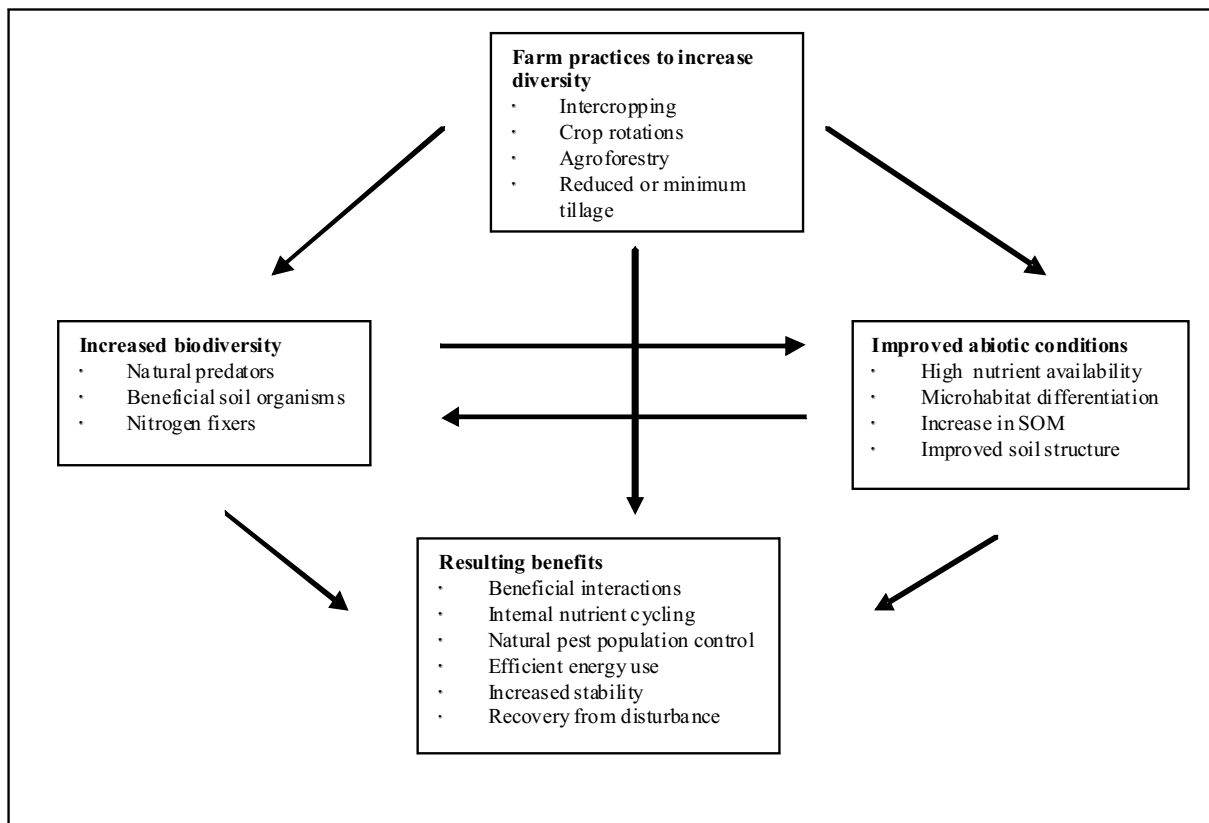 Farm practices to increase
diversity
· Intercropping
· Crop rotations
· Agroforestry
· Reduced or minimum
tillage
Increased biodiversity
· Natural predators
· Beneficial soil organisms
· Nitrogen fixers
Improved abiotic conditions
· High nutrient availability
· Microhabitat differentiation
· Increase in SOM
· Improved soil structure
Resulting benefits
· Beneficial interactions
· Internal nutrient cycling
· Natural pest population control
· Efficient energy use
· Increased stability
· Recovery from disturbance